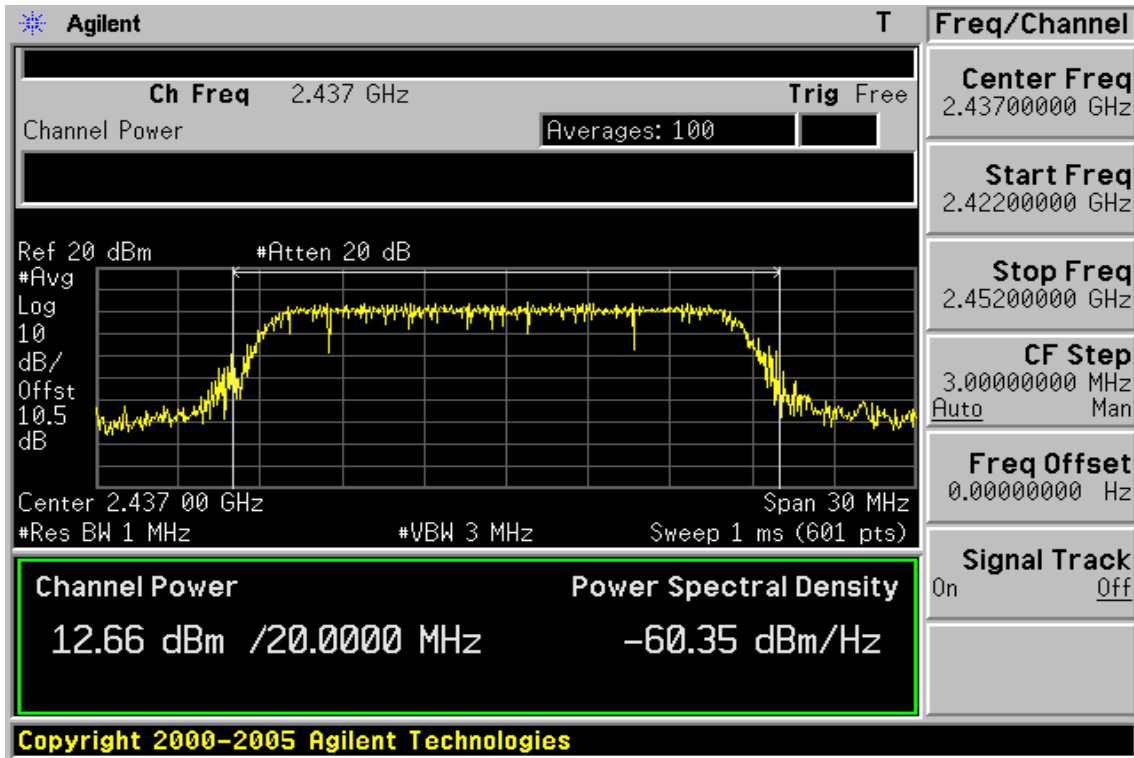 Agilent T
Ch Freq 2.437 GHz Trig Free
Channel Power Averages: 100
Ref 20 dBm #Atten 20 dB
#Avg
Log
10
dB/
Offst
10.5
dB
Center 2.437 00 GHz Span 30 MHz
#Res BW 1 MHz #VBW 3 MHz Sweep 1 ms (601 pts)
Channel Power Power Spectral Density
12.66 dBm /20.0000 MHz -60.35 dBm/Hz
Copyright 2000-2005 Agilent Technologies
Freq/Channel
Center Freq
2.43700000 GHz
Start Freq
2.42200000 GHz
Stop Freq
2.45200000 GHz
CF Step
3.00000000 MHz
Auto Man
Freq Offset
0.00000000 Hz
Signal Track
On Off